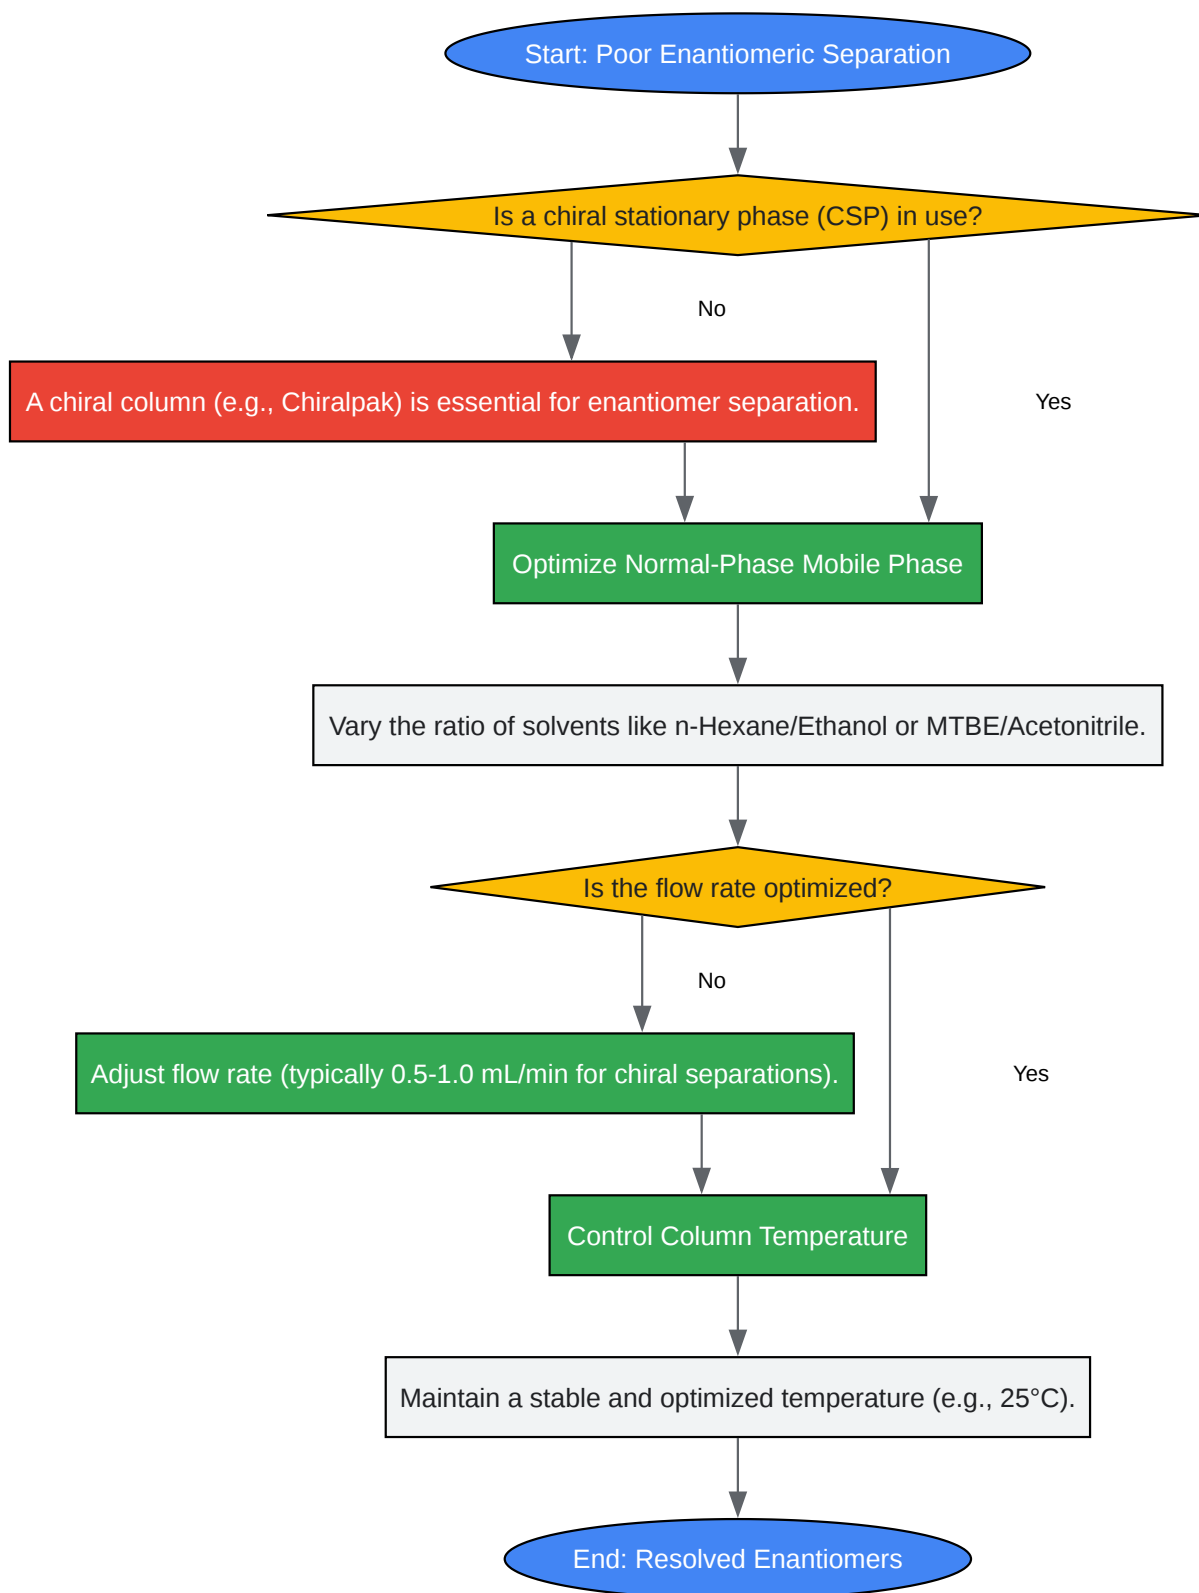 Start: Poor Enantiomeric Separation
Is a chiral stationary phase (CSP) in use?
No
A chiral column (e.g., Chiralpak) is essential for enantiomer separation.
Yes
Optimize Normal-Phase Mobile Phase
Vary the ratio of solvents like n-Hexane/Ethanol or MTBE/Acetonitrile.
Is the flow rate optimized?
No
Adjust flow rate (typically 0.5-1.0 mL/min for chiral separations).
Yes
Control Column Temperature
Maintain a stable and optimized temperature (e.g., 25°C).
End: Resolved Enantiomers